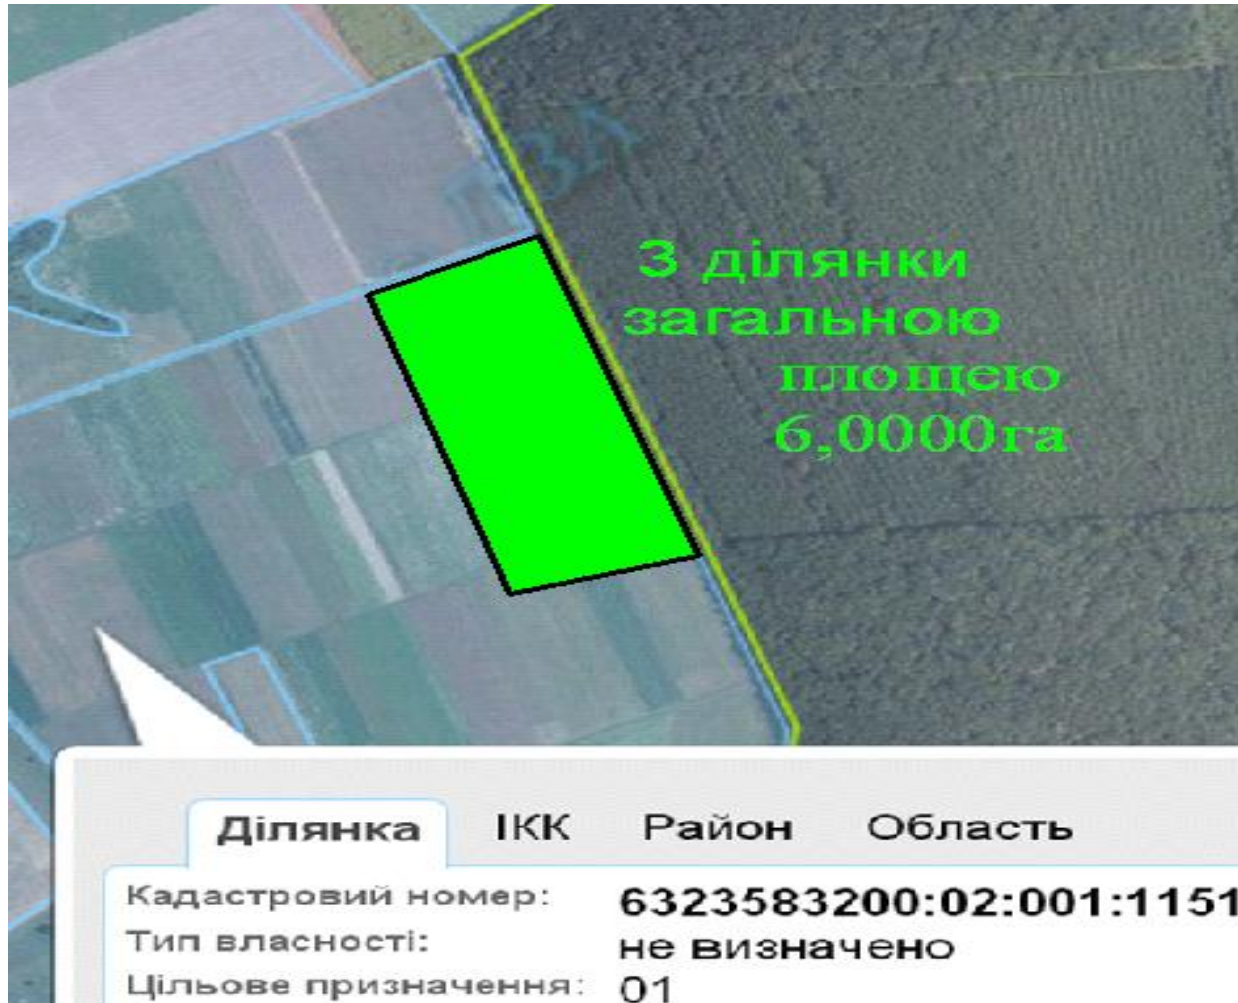 ПЗЛ
З ділянки
загальною
площею
6,0000га
Ділянка ІКК Район Область
Кадастровий номер: 6323583200:02:001:1151
Тип власності: не визначено
Цільове призначення: 01